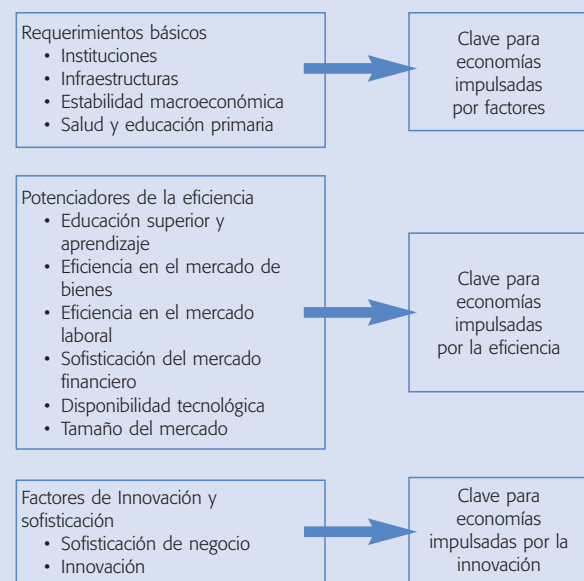 Requerimientos básicos
• Instituciones
• Infraestructuras
• Estabilidad macroeconómica
• Salud y educación primaria
Clave para
economías
impulsadas
por factores
Potenciadores de la eficiencia
• Educación superior y
aprendizaje
• Eficiencia en el mercado de
bienes
• Eficiencia en el mercado
laboral
• Sofisticación del mercado
financiero
• Disponibilidad tecnológica
• Tamaño del mercado
Clave para
economías
impulsadas
por la eficiencia
Factores de Innovación y
sofisticación
• Sofisticación de negocio
• Innovación
Clave para
economías
impulsadas por la
innovación